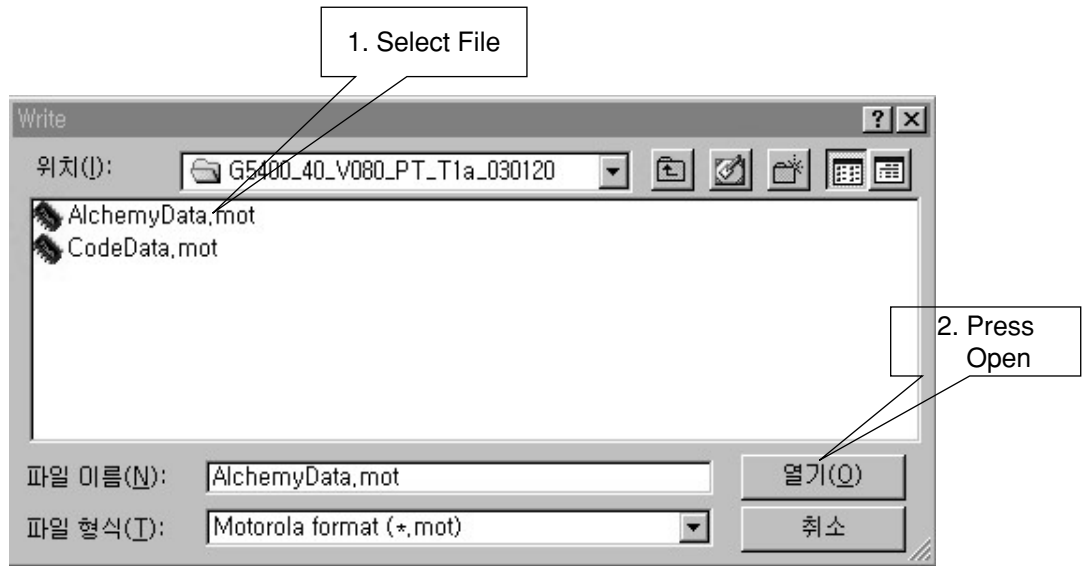 1. Select File
Write
위치(I):
G5400_40_V080_PT_T1a_030120
AlchemyData.mot
CodeData.mot
2. Press
Open
파일 이름(N):
AlchemyData.mot
열기(O)
파일 형식(T):
Motorola format (*.mot)
취소